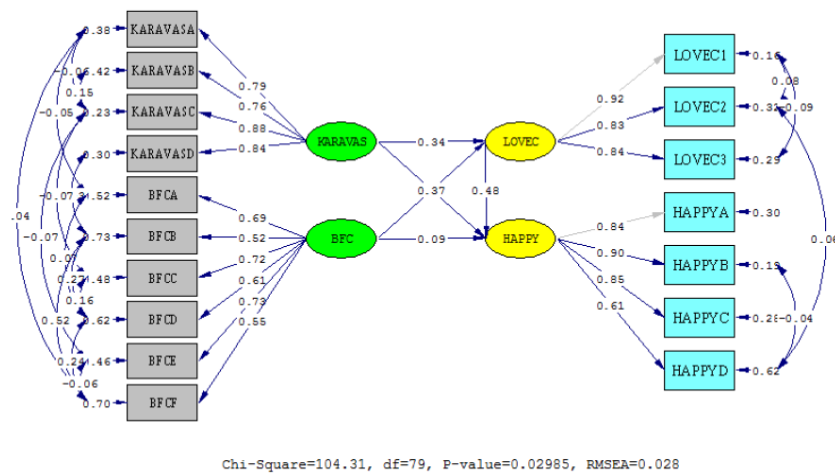 0.38 KARAVASA
-0.06 0.42 KARAVASB
0.15
-0.05 0.23 KARAVASC
0.30 KARAVASD
-0.07 0.52 BFCA
0.73 BFCB
-0.07
0.07
.04
0.27 0.48 BFCC
0.16
0.52 0.62 BFCD
0.24 0.46 BFCE
-0.06
0.70 BFCF
0.79
0.76
0.88
0.84
0.69
0.52
0.72
0.61
0.73
0.55
KARAVAS 0.34 LOVEC
0.37 0.48
BFC 0.09 HAPPY
0.92
0.83
0.84
0.84
0.90
0.85
0.61
LOVEC1 0.16
0.08
LOVEC2 -0.09
LOVEC3 0.29
HAPPYA 0.30
0.06
HAPPYB
HAPPYC -0.04
HAPPYD 0.62
Chi-Square=104.31, df=79, P-value=0.02985, RMSEA=0.028